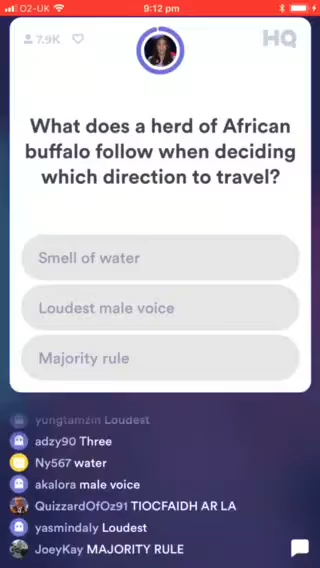 O2-UK 9:12 pm
7.9K HQ
What does a herd of African
buffalo follow when deciding
which direction to travel?
Smell of water
Loudest male voice
Majority rule
yungtamzin Loudest
adzy90 Three
Ny567 water
akalora male voice
QuizzardOfOz91 TIOCFAIDH AR LA
yasmindaly Loudest
JoeyKay MAJORITY RULE